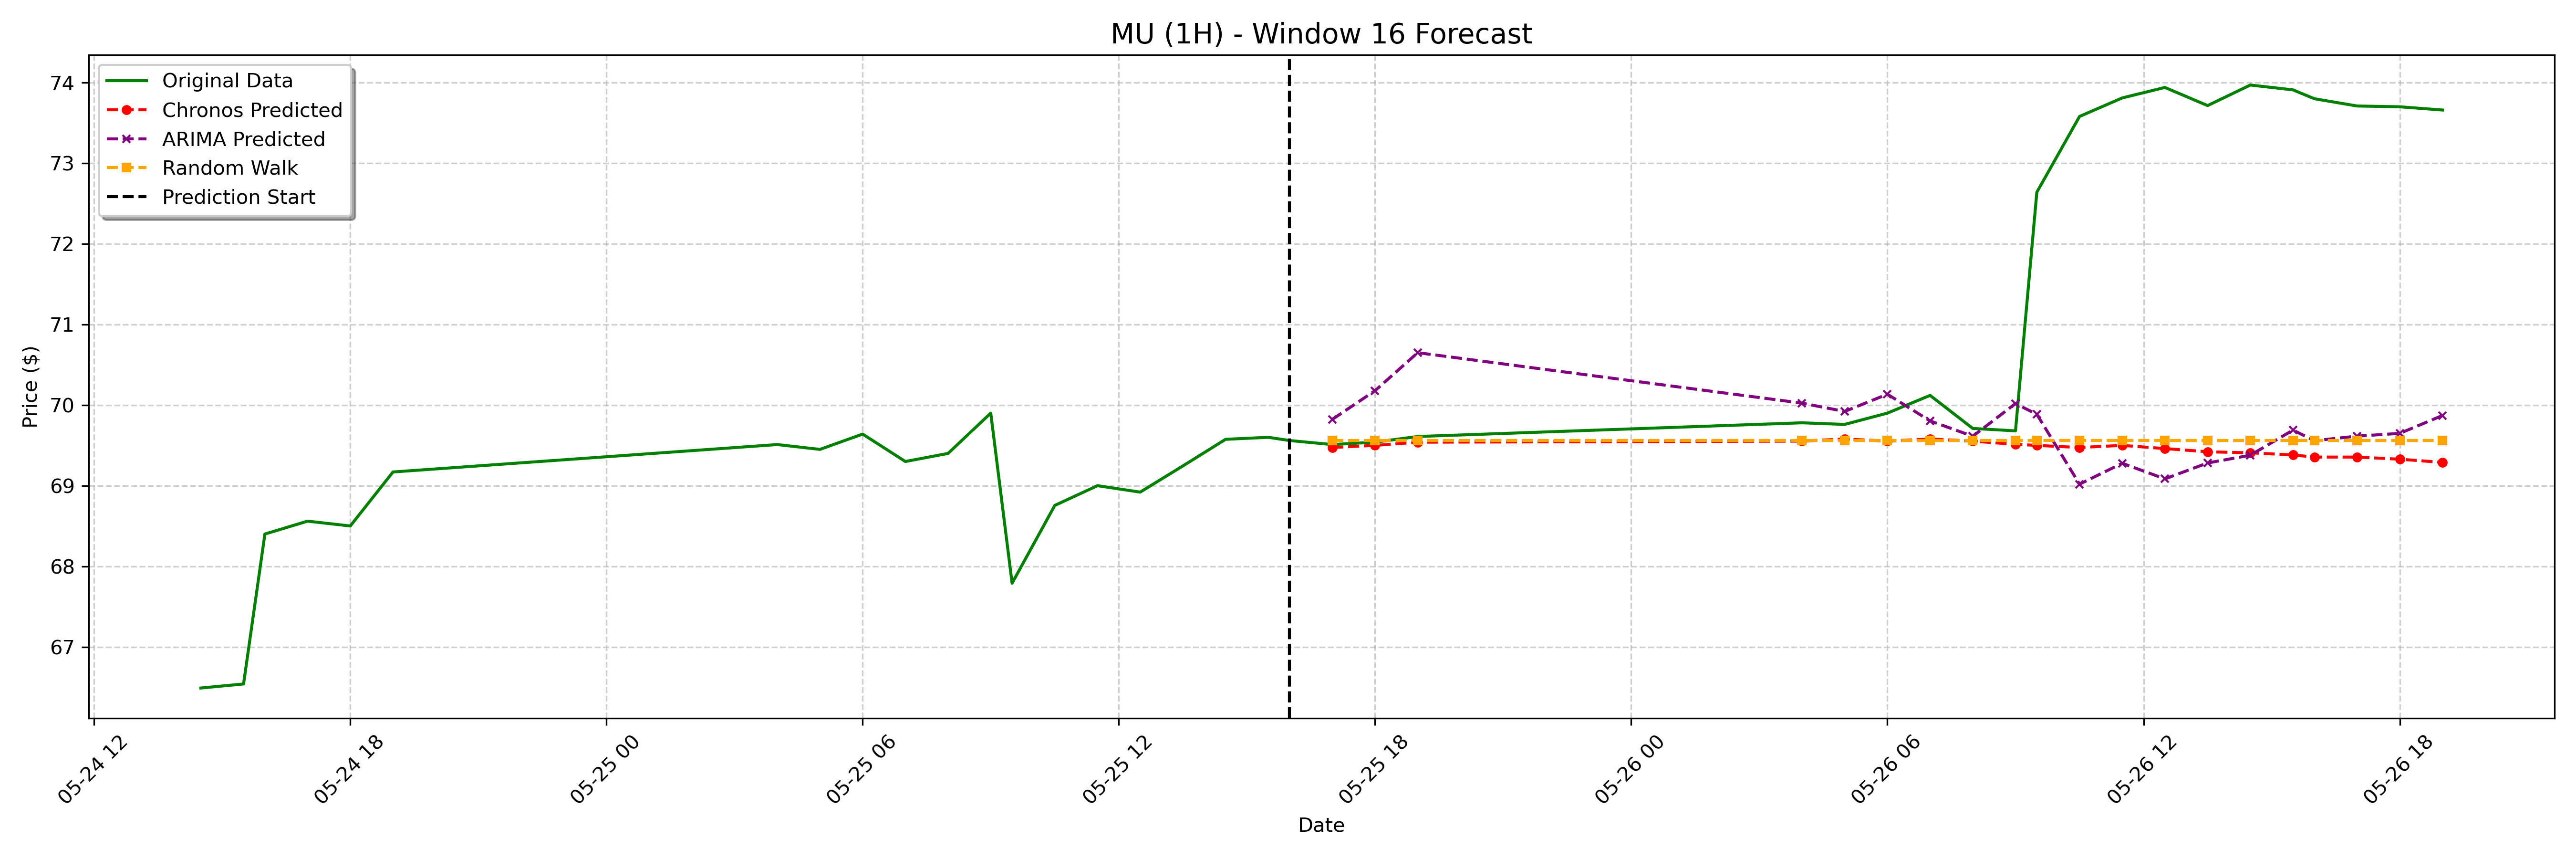 MU (1H) - Window 16 Forecast
Original Data
Chronos Predicted
ARIMA Predicted
Random Walk
Prediction Start
Price ($)
74
73
72
71
70
69
68
67
05-24 12
05-24 18
05-25 00
05-25 06
05-25 12
05-25 18
05-26 00
05-26 06
05-26 12
05-26 18
Date